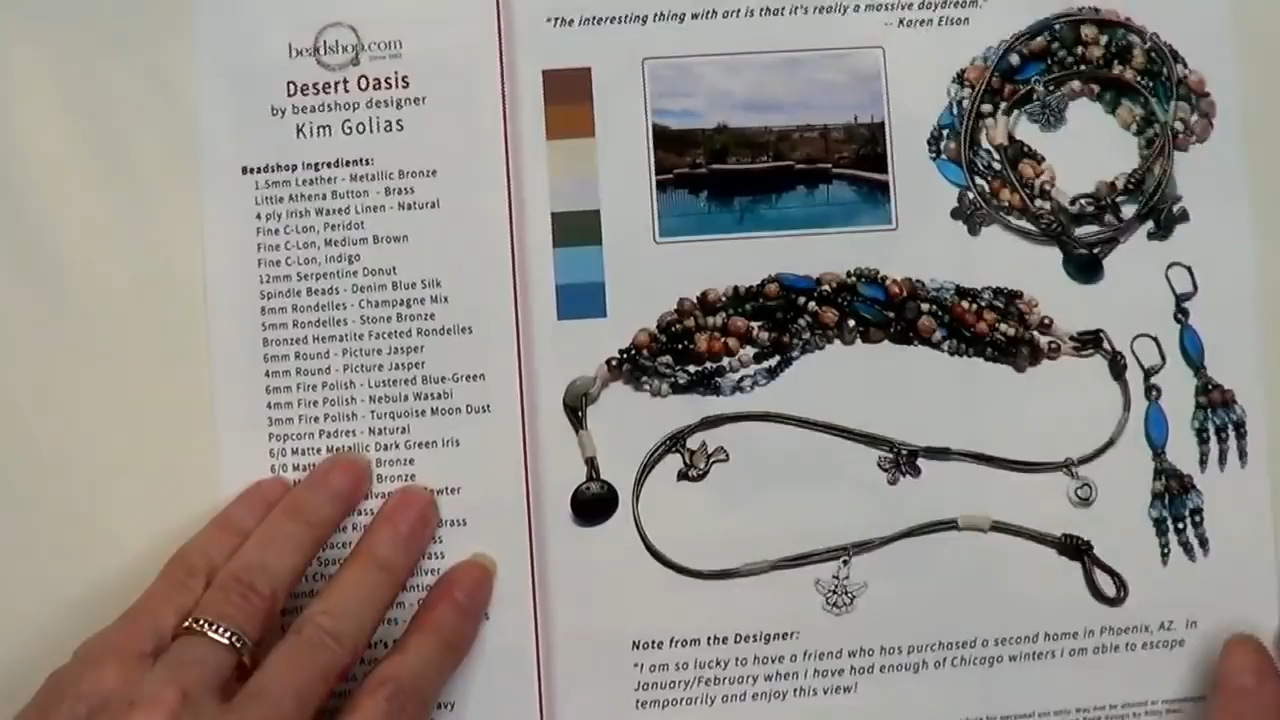 beadshop.com
Desert Oasis
by beadshop designer
Kim Golias
Beadshop Ingredients:
1.5mm Leather - Metallic Bronze
Little Athena Button - Brass
4 ply Irish Waxed Linen - Natural
Fine C-Lon, Peridot
Fine C-Lon, Medium Brown
Fine C-Lon, Indigo
12mm Serpentine Donut
Spindle Beads - Denim Blue Silk
8mm Rondelles - Champagne Mix
5mm Rondelles - Stone Bronze
Bronzed Hematite Faceted Rondelles
6mm Round - Picture Jasper
4mm Round - Picture Jasper
6mm Fire Polish - Lustered Blue-Green
4mm Fire Polish - Nebula Wasabi
3mm Fire Polish - Turquoise Moon Dust
Popcorn Padres - Natural
6/0 Matte Metallic Dark Green Iris
6/0 Bronze
Bronze
"The interesting thing with art is that it's really a massive daydream."
-- Karen Elson
Note from the Designer:
"I am so lucky to have a friend who has purchased a second home in Phoenix, AZ. in
January/February when i have had enough of Chicago winters i am able to escape
temporarily and enjoy this view!